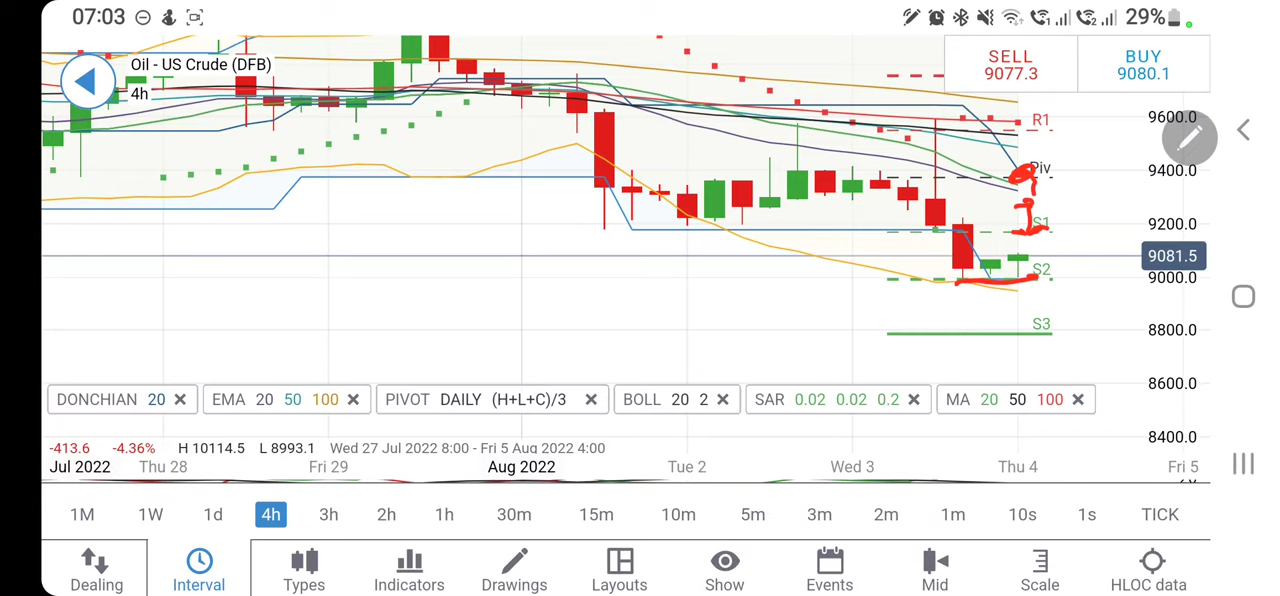 07:03 29%
Oil - US Crude (DFB)
4h
SELL BUY
9077.3 9080.1
9600.0
R1
9400.0
Piv
9200.0
S1
9081.5
S2
9000.0
S3
8800.0
8600.0
DONCHIAN 20 EMA 20 50 100 PIVOT DAILY (H+L+C)/3 BOLL 20 2 SAR 0.02 0.02 0.2 MA 20 50 100
8400.0
-413.6 -4.36% H 10114.5 L 8993.1 Wed 27 Jul 2022 8:00 - Fri 5 Aug 2022 4:00
Jul 2022 Thu 28 Fri 29 Aug 2022 Tue 2 Wed 3 Thu 4 Fri 5
1M 1W 1d 4h 3h 2h 1h 30m 15m 10m 5m 3m 2m 1m 10s 1s TICK
Dealing Interval Types Indicators Drawings Layouts Show Events Mid Scale HLOC data